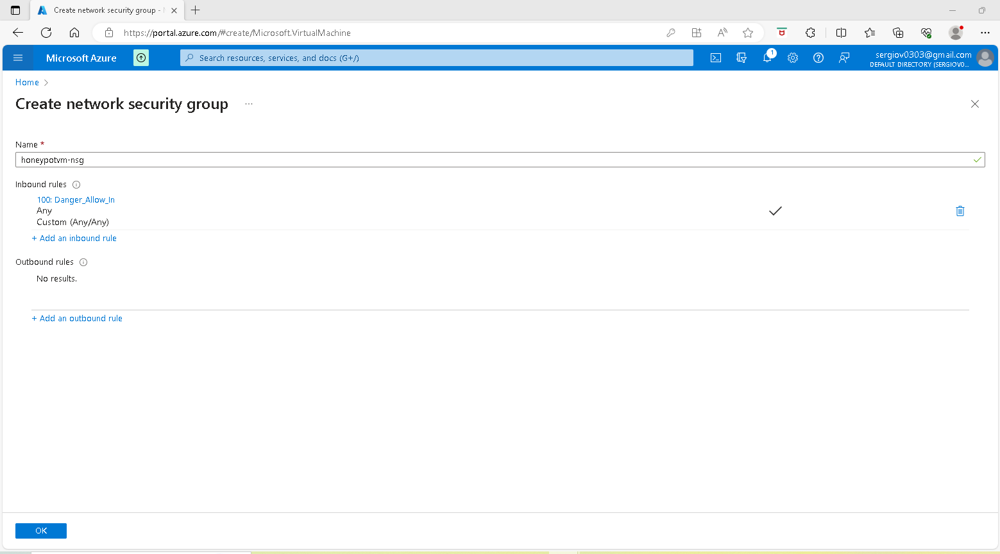 Create network security group -
https://portal.azure.com/#create/Microsoft.VirtualMachine
Microsoft Azure
Search resources, services, and docs (G+/)
1
sergiov0303@gmail.com
DEFAULT DIRECTORY (SERGIOV0...
Home
Create network security group
Name *
honeypotvm-nsg
Inbound rules
100: Danger_Allow_In
Any
Custom (Any/Any)
+ Add an inbound rule
Outbound rules
No results.
+ Add an outbound rule
OK